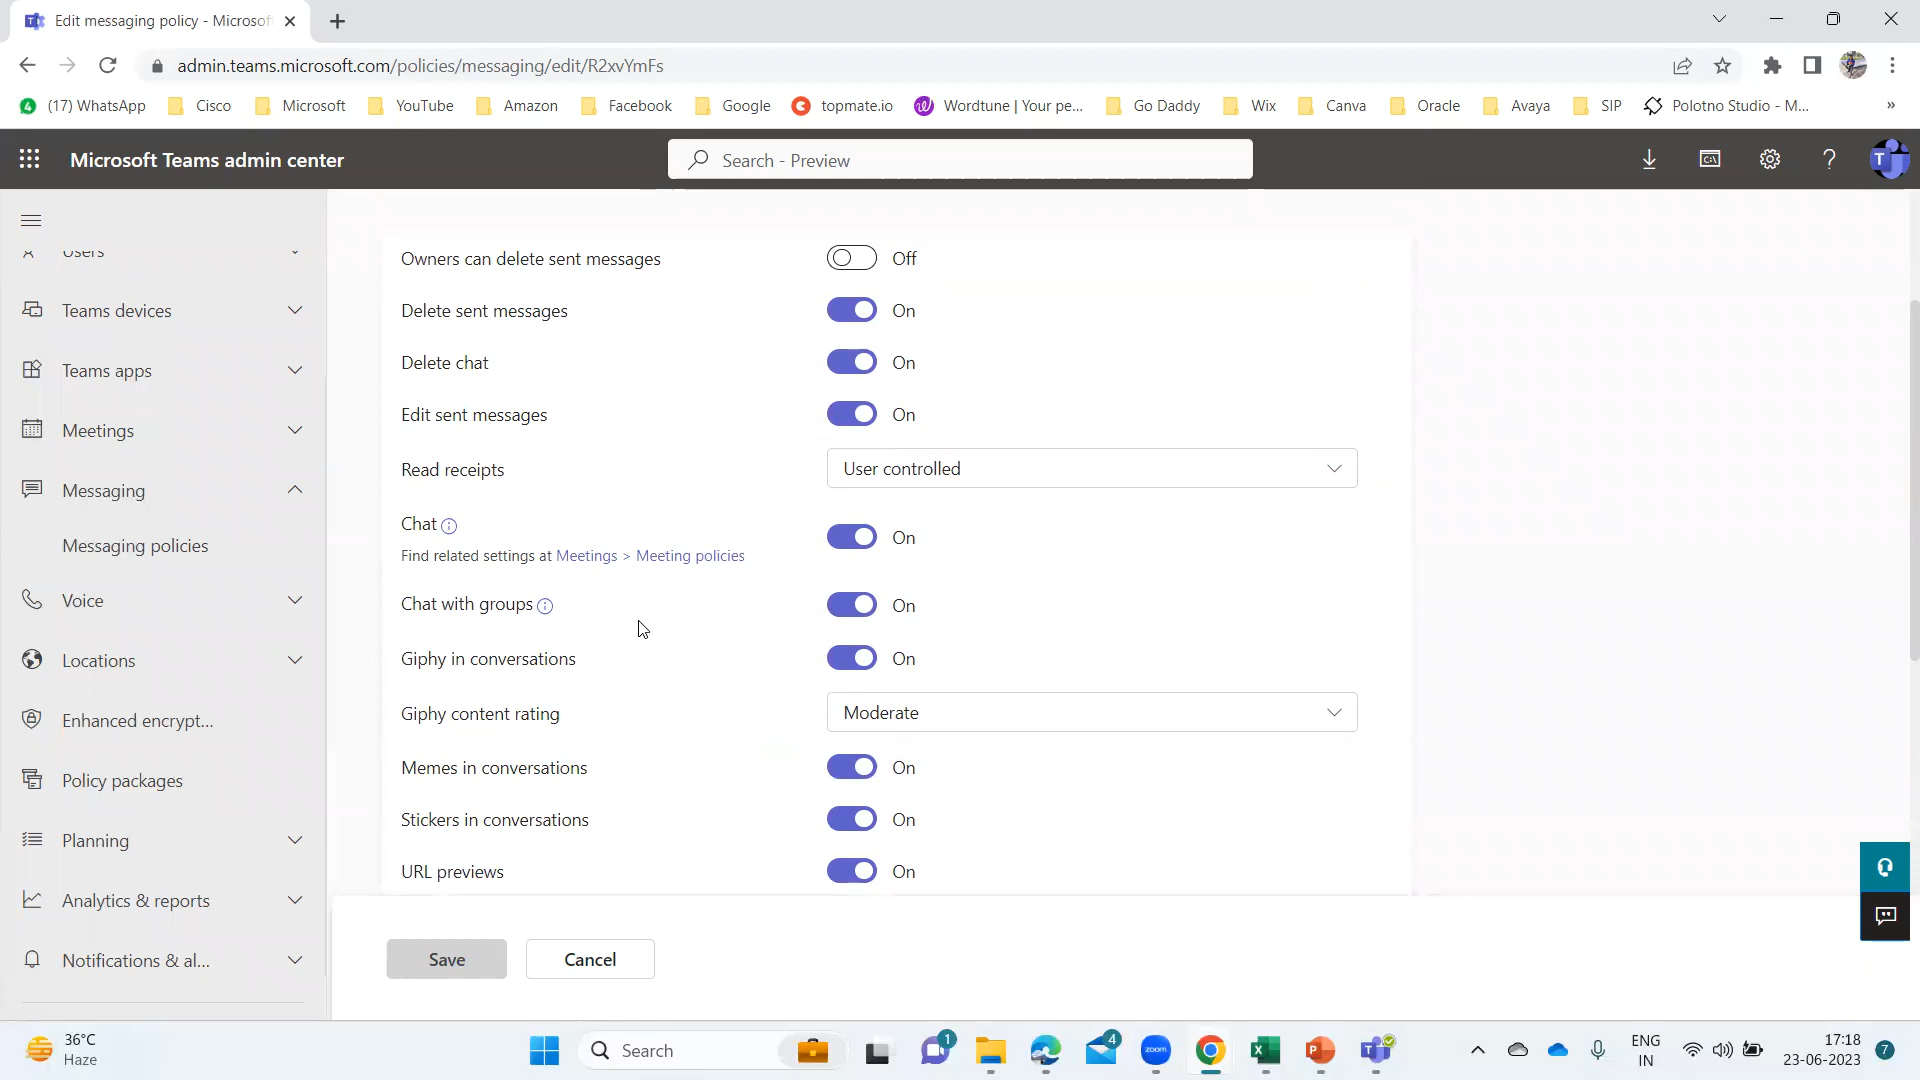 Edit messaging policy - Microsof
admin.teams.microsoft.com/policies/messaging/edit/R2xvYmFs
(17) WhatsApp Cisco Microsoft YouTube Amazon Facebook Google topmate.io Wordtune | Your pe... Go Daddy Wix Canva Oracle Avaya SIP Polotno Studio - M... »
Microsoft Teams admin center
Search - Preview
Users
Teams devices
Teams apps
Meetings
Messaging
Messaging policies
Voice
Locations
Enhanced encrypt...
Policy packages
Planning
Analytics & reports
Notifications & al...
Owners can delete sent messages Off
Delete sent messages On
Delete chat On
Edit sent messages On
Read receipts User controlled
Chat On
Find related settings at Meetings > Meeting policies
Chat with groups On
Giphy in conversations On
Giphy content rating Moderate
Memes in conversations On
Stickers in conversations On
URL previews On
Save Cancel
36°C
Haze
Search
1
4
zoom
ENG
IN
17:18
23-06-2023
7